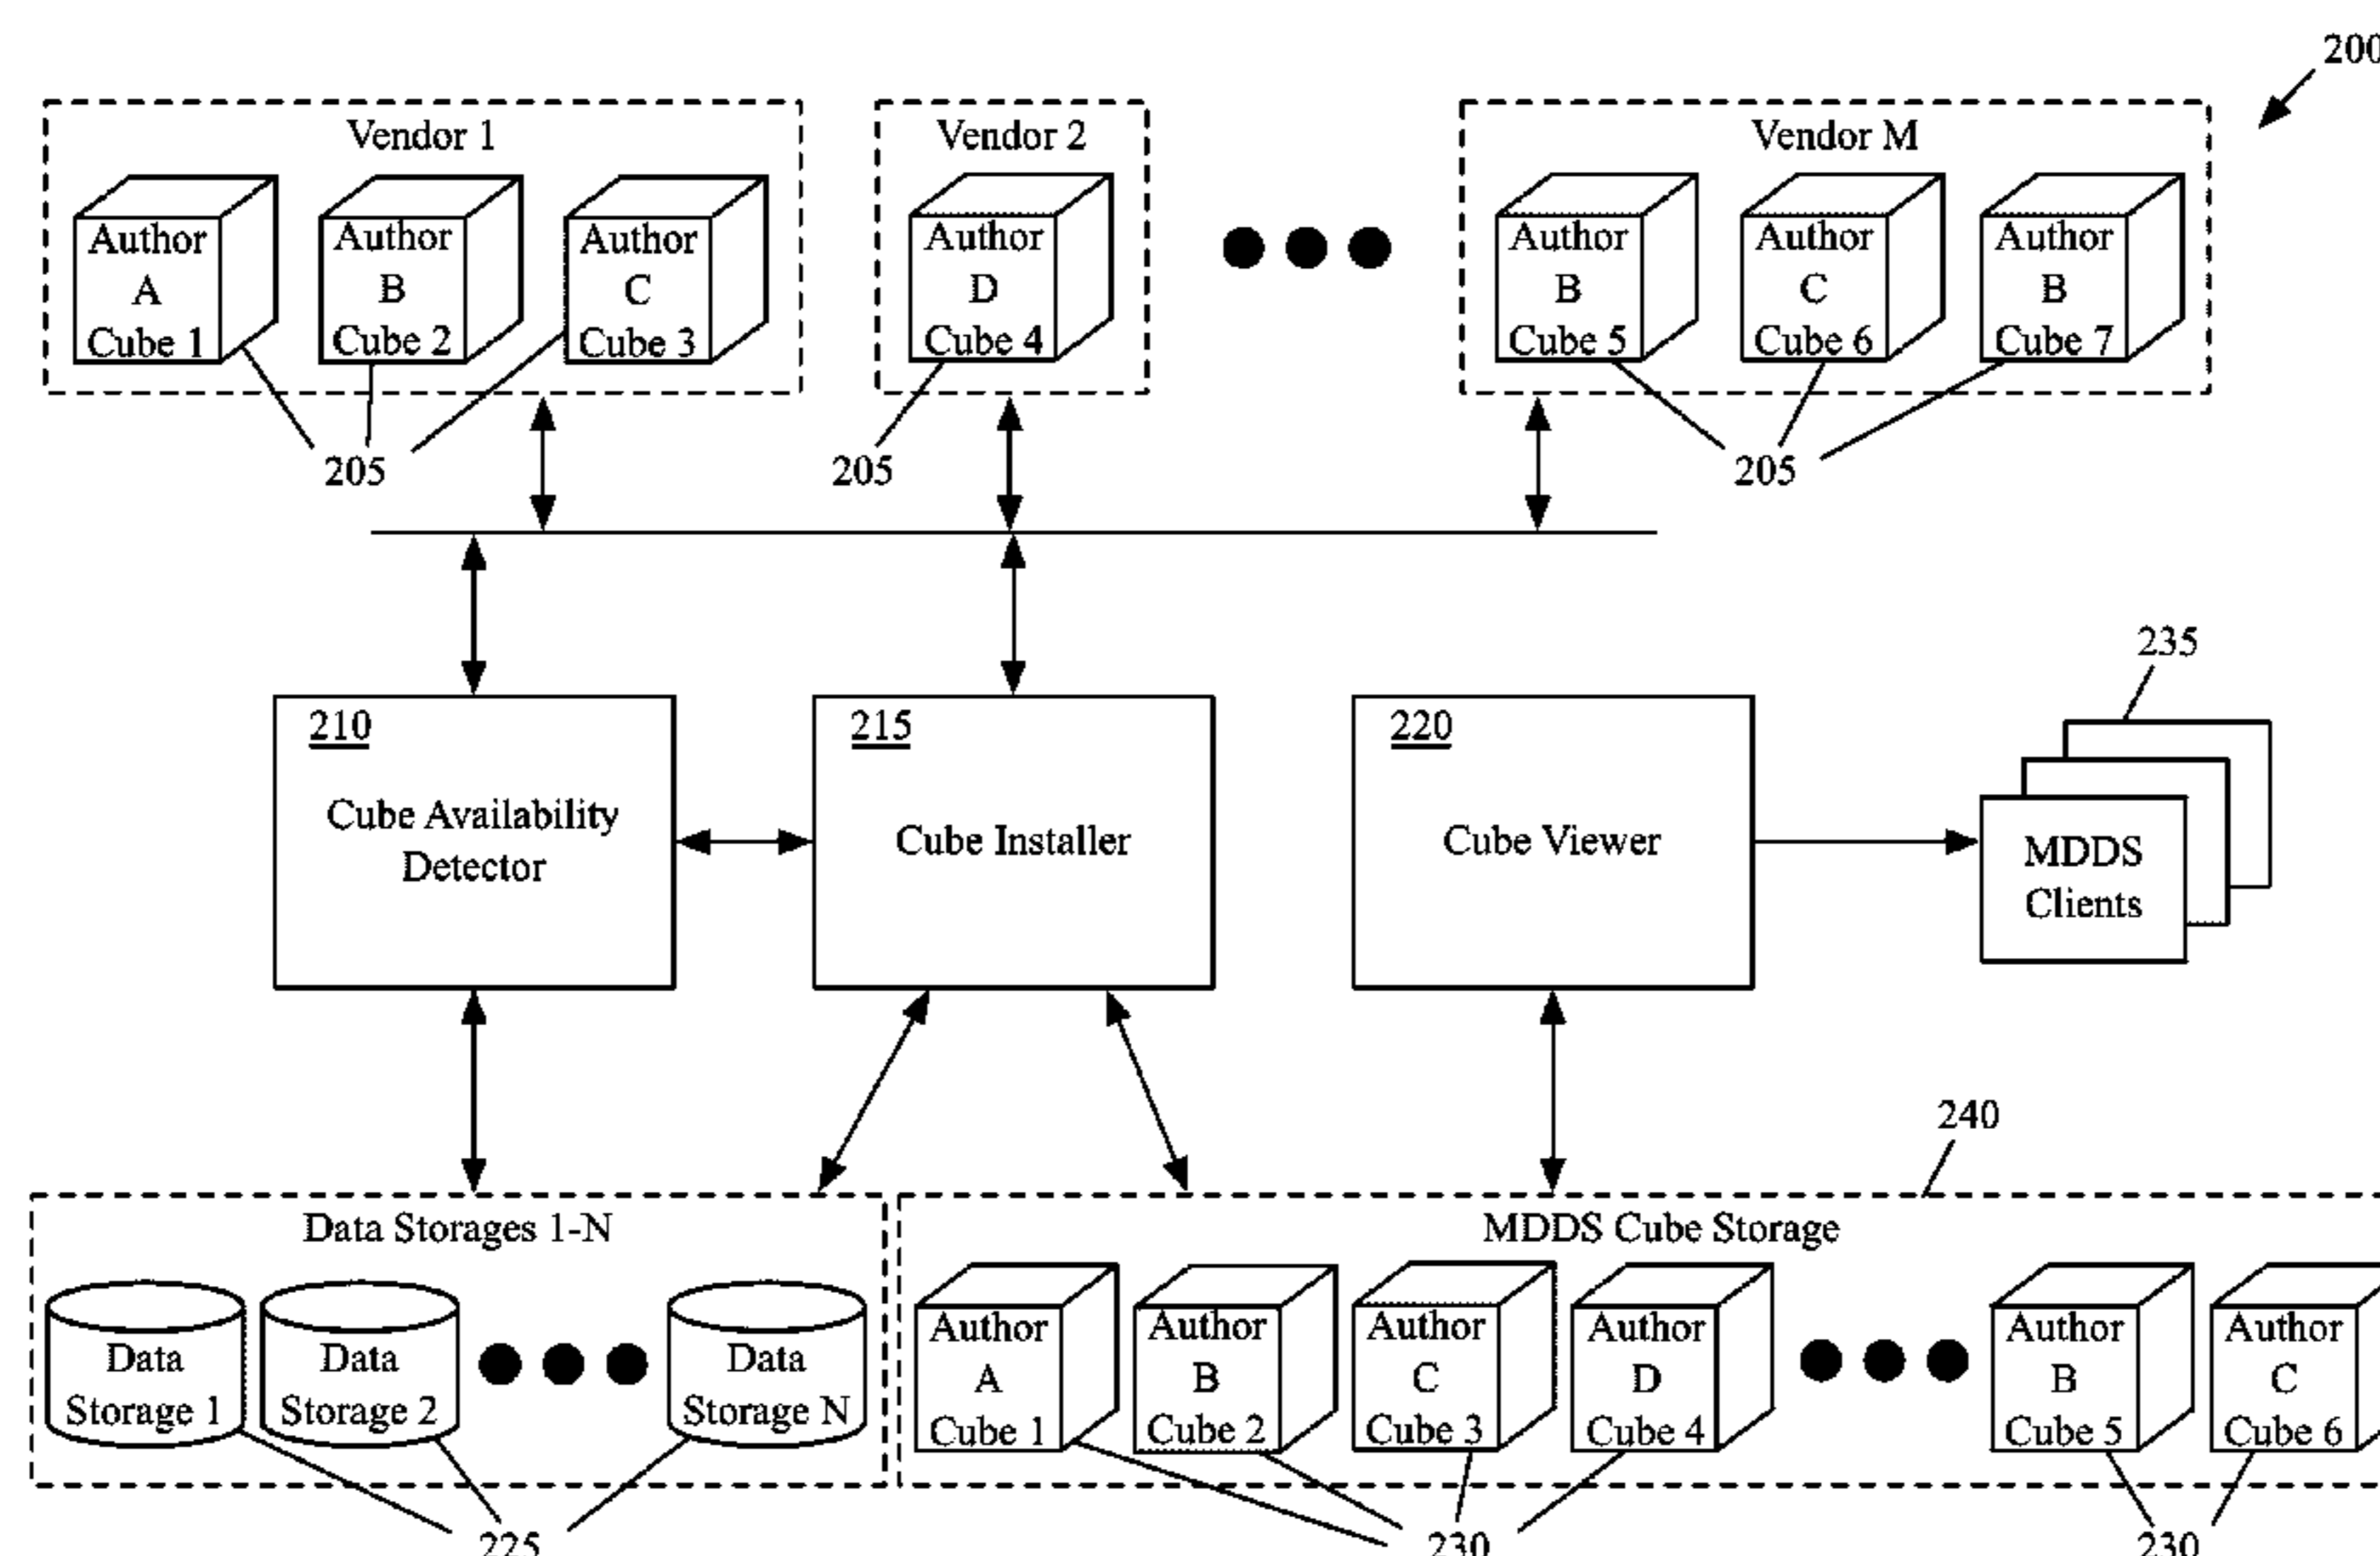 200
Vendor 1
Vendor 2
Vendor M
Author
A
Cube 1
Author
B
Cube 2
Author
C
Cube 3
Author
D
Cube 4
Author
B
Cube 5
Author
C
Cube 6
Author
B
Cube 7
205
205
205
235
210
Cube Availability
Detector
215
Cube Installer
220
Cube Viewer
MDDS
Clients
240
Data Storages 1-N
MDDS Cube Storage
Data
Storage 1
Data
Storage 2
Data
Storage N
Author
A
Cube 1
Author
B
Cube 2
Author
C
Cube 3
Author
D
Cube 4
Author
B
Cube 5
Author
C
Cube 6
225
230
230